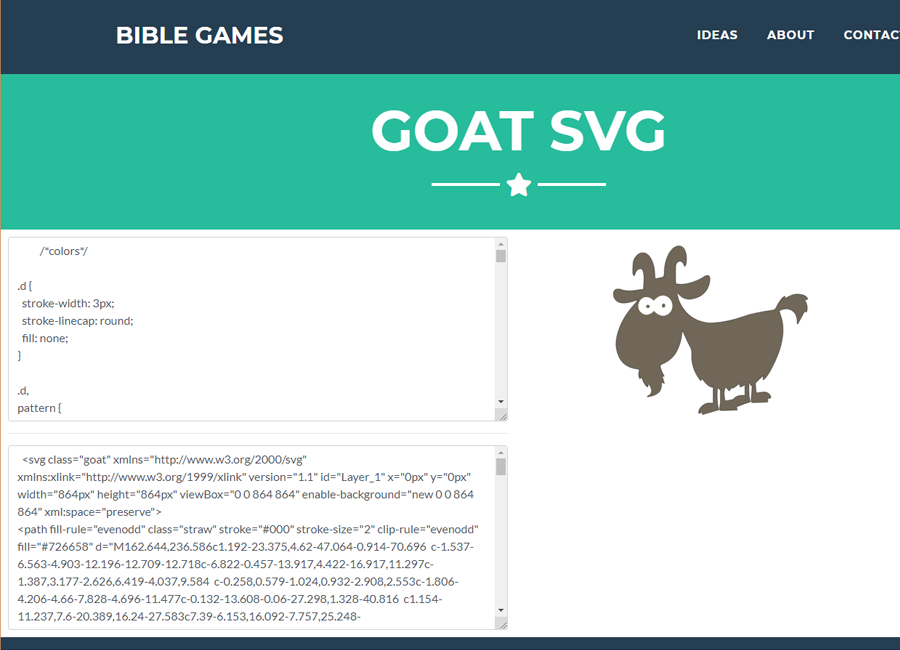 BIBLE GAMES
IDEAS ABOUT CONTAC
GOAT SVG
/*colors*/
.d {
stroke-width: 3px;
stroke-linecap: round;
fill: none;
}
.d,
pattern {
<svg class="goat" xmlns="http://www.w3.org/2000/svg"
xmlns:xlink="http://www.w3.org/1999/xlink" version="1.1" id="Layer_1" x="0px" y="0px"
width="864px" height="864px" viewBox="0 0 864 864" enable-background="new 0 0 864
864" xml:space="preserve">
<path fill-rule="evenodd" class="straw" stroke="#000" stroke-size="2" clip-rule="evenodd"
fill="#726658" d="M162.644,236.586c1.192-23.375,4.62-47.064-0.914-70.696 c-1.537-
6.563-4.903-12.196-12.709-12.718c-6.822-0.457-13.917,4.422-16.917,11.297c-
1.387,3.177-2.626,6.419-4.037,9.584 c-0.258,0.579-1.024,0.932-2.908,2.553c-1.806-
4.206-4.66-7.828-4.696-11.477c-0.132-13.608-0.06-27.298,1.328-40.816 c1.154-
11.237,7.6-20.389,16.24-27.583c7.39-6.153,16.092-7.757,25.248-